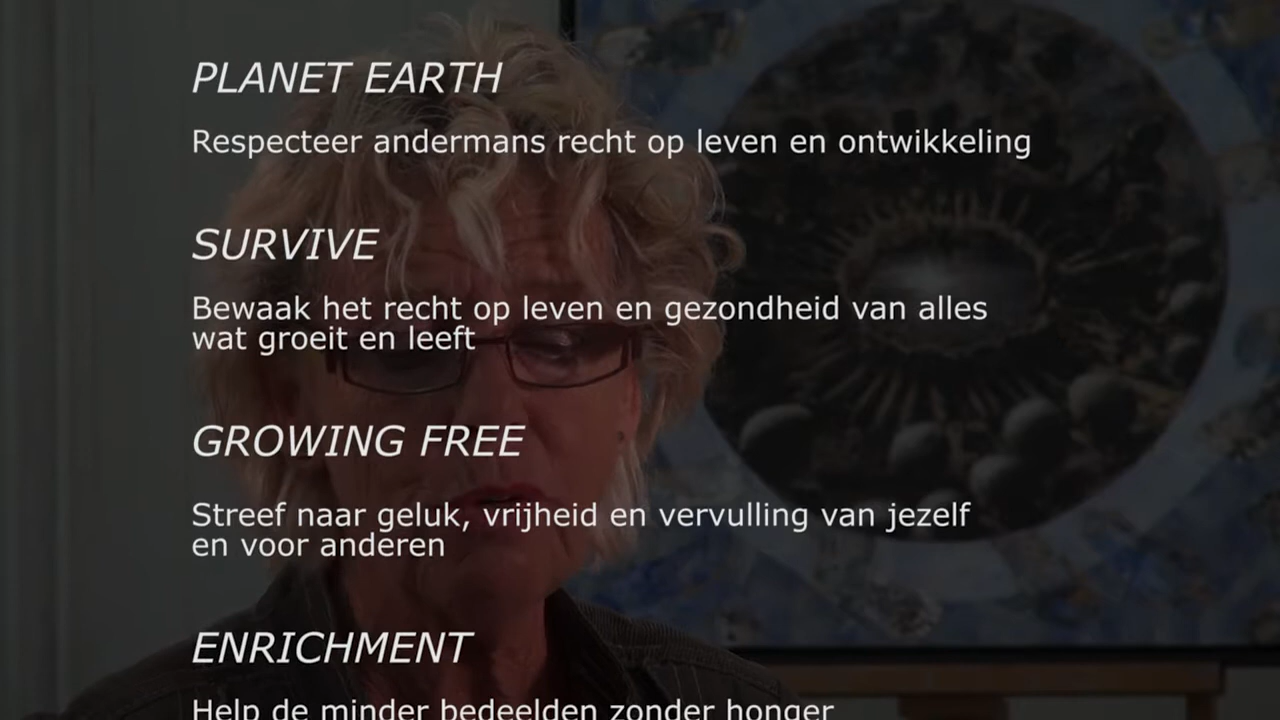 PLANET EARTH
Respecteer andermans recht op leven en ontwikkeling
SURVIVE
Bewaak het recht op leven en gezondheid van alles
wat groeit en leeft
GROWING FREE
Streef naar geluk, vrijheid en vervulling van jezelf
en voor anderen
ENRICHMENT
Help de minder bedeelden zonder honger